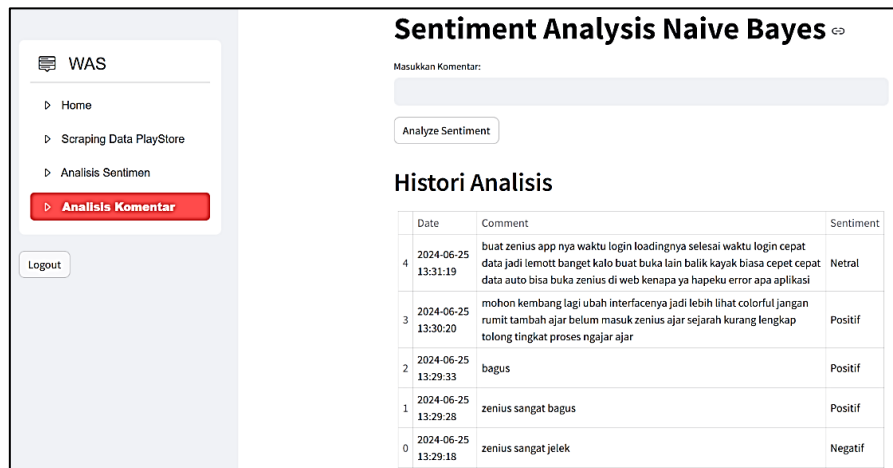 WAS
Home
Scraping Data PlayStore
Analisis Sentimen
Analisis Komentar
Logout
Sentiment Analysis Naive Bayes
Masukkan Komentar:
Analyze Sentiment
Histori Analisis
Date Comment Sentiment
4 2024-06-25 13:31:19 buat zenius app nya waktu login loadingnya selesai waktu login cepat
data jadi lemott banget kalo buat buka lain balik kayak biasa cepet cepat
data auto bisa buka zenius di web kenapa ya hapeku error apa aplikasi Netral
3 2024-06-25 13:30:20 mohon kembang lagi ubah interfacenya jadi lebih lihat colorful jangan
rumit tambah ajar belum masuk zenius ajar sejarah kurang lengkap
tolong tingkat proses ngajar ajar Positif
2 2024-06-25 13:29:33 bagus Positif
1 2024-06-25 13:29:28 zenius sangat bagus Positif
0 2024-06-25 13:29:18 zenius sangat jelek Negatif